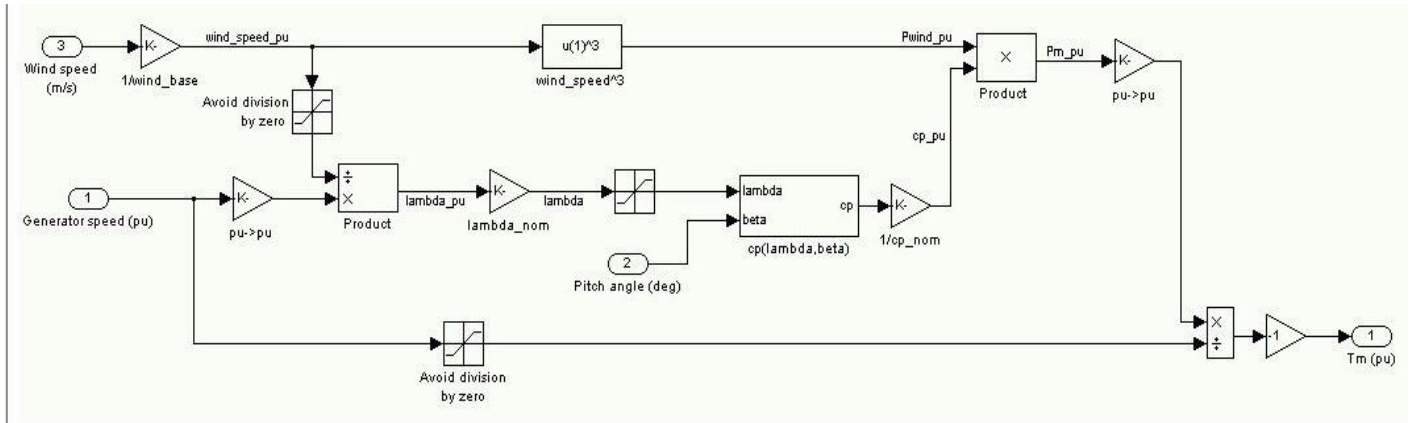 3
Wind speed
(m/s)
K-
1/wind_base
wind_speed_pu
u(1)^3
wind_speed^3
Pwind_pu
×
Product
Pm_pu
K-
pu->pu
Avoid division
by zero
cp_pu
1
Generator speed (pu)
K-
pu->pu
÷
×
Product
lambda_pu
K-
lambda_nom
lambda
lambda
beta
cp
cp(lambda,beta)
K-
1/cp_nom
2
Pitch angle (deg)
Avoid division
by zero
×
÷
-1
1
Tm (pu)